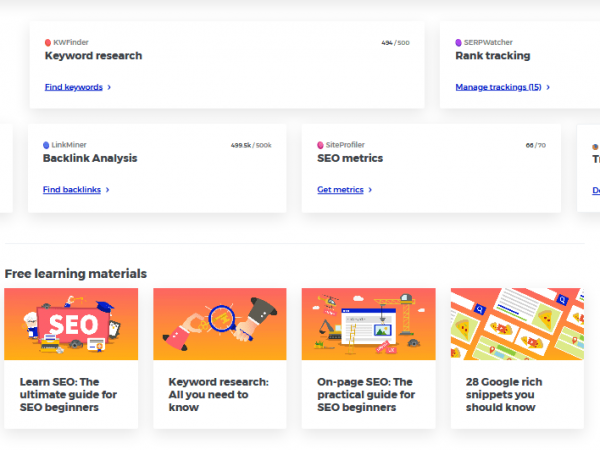 KWFinder
494 / 500
Keyword research
Find keywords ›
SERPWatcher
Rank tracking
Manage trackings (15) ›
LinkMiner
499.5k / 500k
Backlink Analysis
Find backlinks ›
SiteProfiler
66 / 70
SEO metrics
Get metrics ›
Free learning materials
SEO
Learn SEO: The
ultimate guide for
SEO beginners
Keyword research:
All you need to
know
On-page SEO: The
practical guide for
SEO beginners
28 Google rich
snippets you
should know